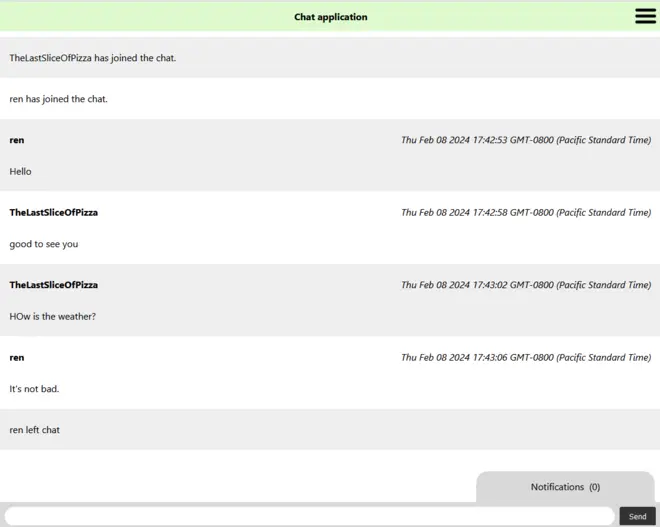 Chat application
TheLastSliceOfPizza has joined the chat.
ren has joined the chat.
ren Thu Feb 08 2024 17:42:53 GMT-0800 (Pacific Standard Time)
Hello
TheLastSliceOfPizza Thu Feb 08 2024 17:42:58 GMT-0800 (Pacific Standard Time)
good to see you
TheLastSliceOfPizza Thu Feb 08 2024 17:43:02 GMT-0800 (Pacific Standard Time)
HOw is the weather?
ren Thu Feb 08 2024 17:43:06 GMT-0800 (Pacific Standard Time)
It's not bad.
ren left chat
Notifications (0)
Send